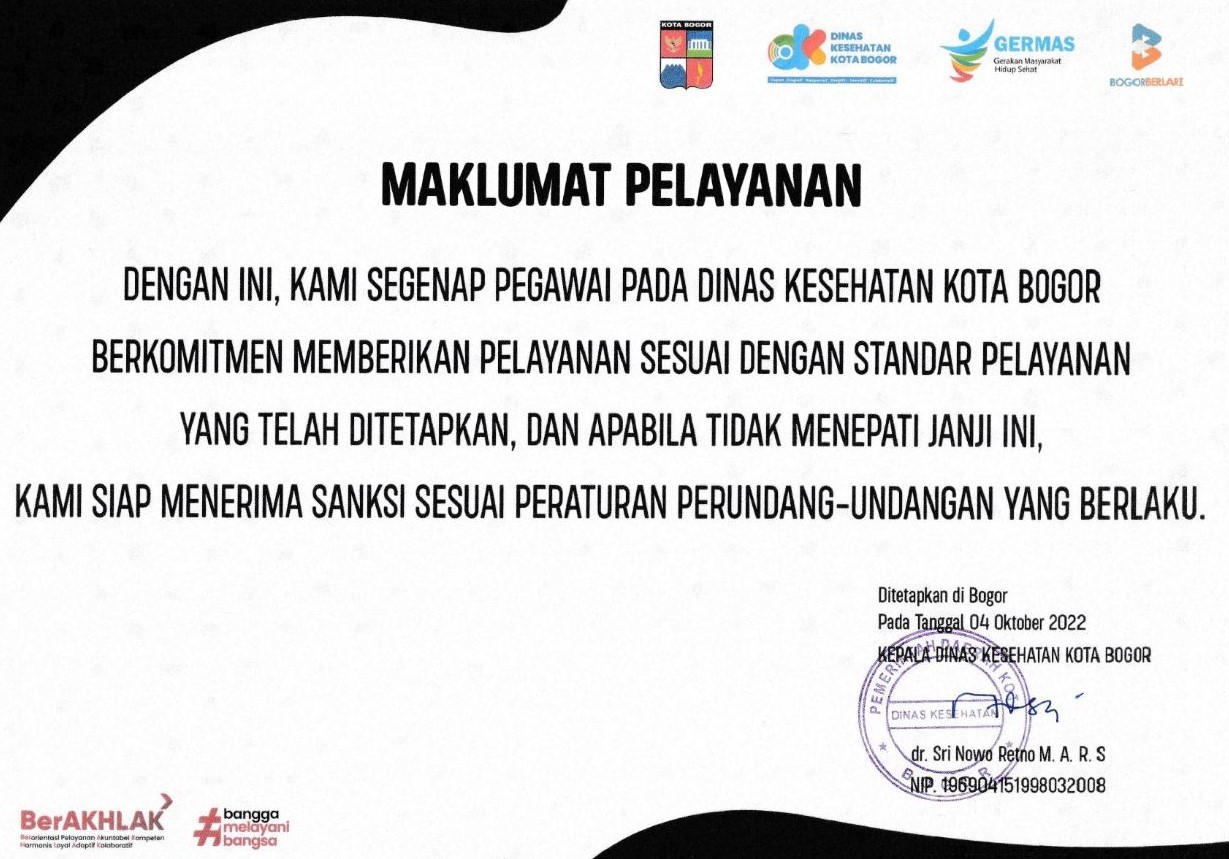 KOTA BOGOR
DINAS
KESEHATAN
KOTA BOGOR
GERMAS
Gerakan Masyarakat
Hidup Sehat
BOGORBERLARI
MAKLUMAT PELAYANAN
DENGAN INI, KAMI SEGENAP PEGAWAI PADA DINAS KESEHATAN KOTA BOGOR
BERKOMITMEN MEMBERIKAN PELAYANAN SESUAI DENGAN STANDAR PELAYANAN
YANG TELAH DITETAPKAN, DAN APABILA TIDAK MENEPATI JANJI INI,
KAMI SIAP MENERIMA SANKSI SESUAI PERATURAN PERUNDANG-UNDANGAN YANG BERLAKU.
Ditetapkan di Bogor
Pada Tanggal 04 Oktober 2022
KEPALA DINAS KESEHATAN KOTA BOGOR
PEMERINTAH DAERAH KOTA
DINAS KESEHATAN
BOGOR
dr. Sri Nowo Retno M. A. R. S
NIP. 196904151998032008
BerAKHLAK
Berorientasi Pelayanan Akuntabel Kompeten
Harmonis Loyal Adaptif Kolaboratif
#bangga
melayani
bangsa